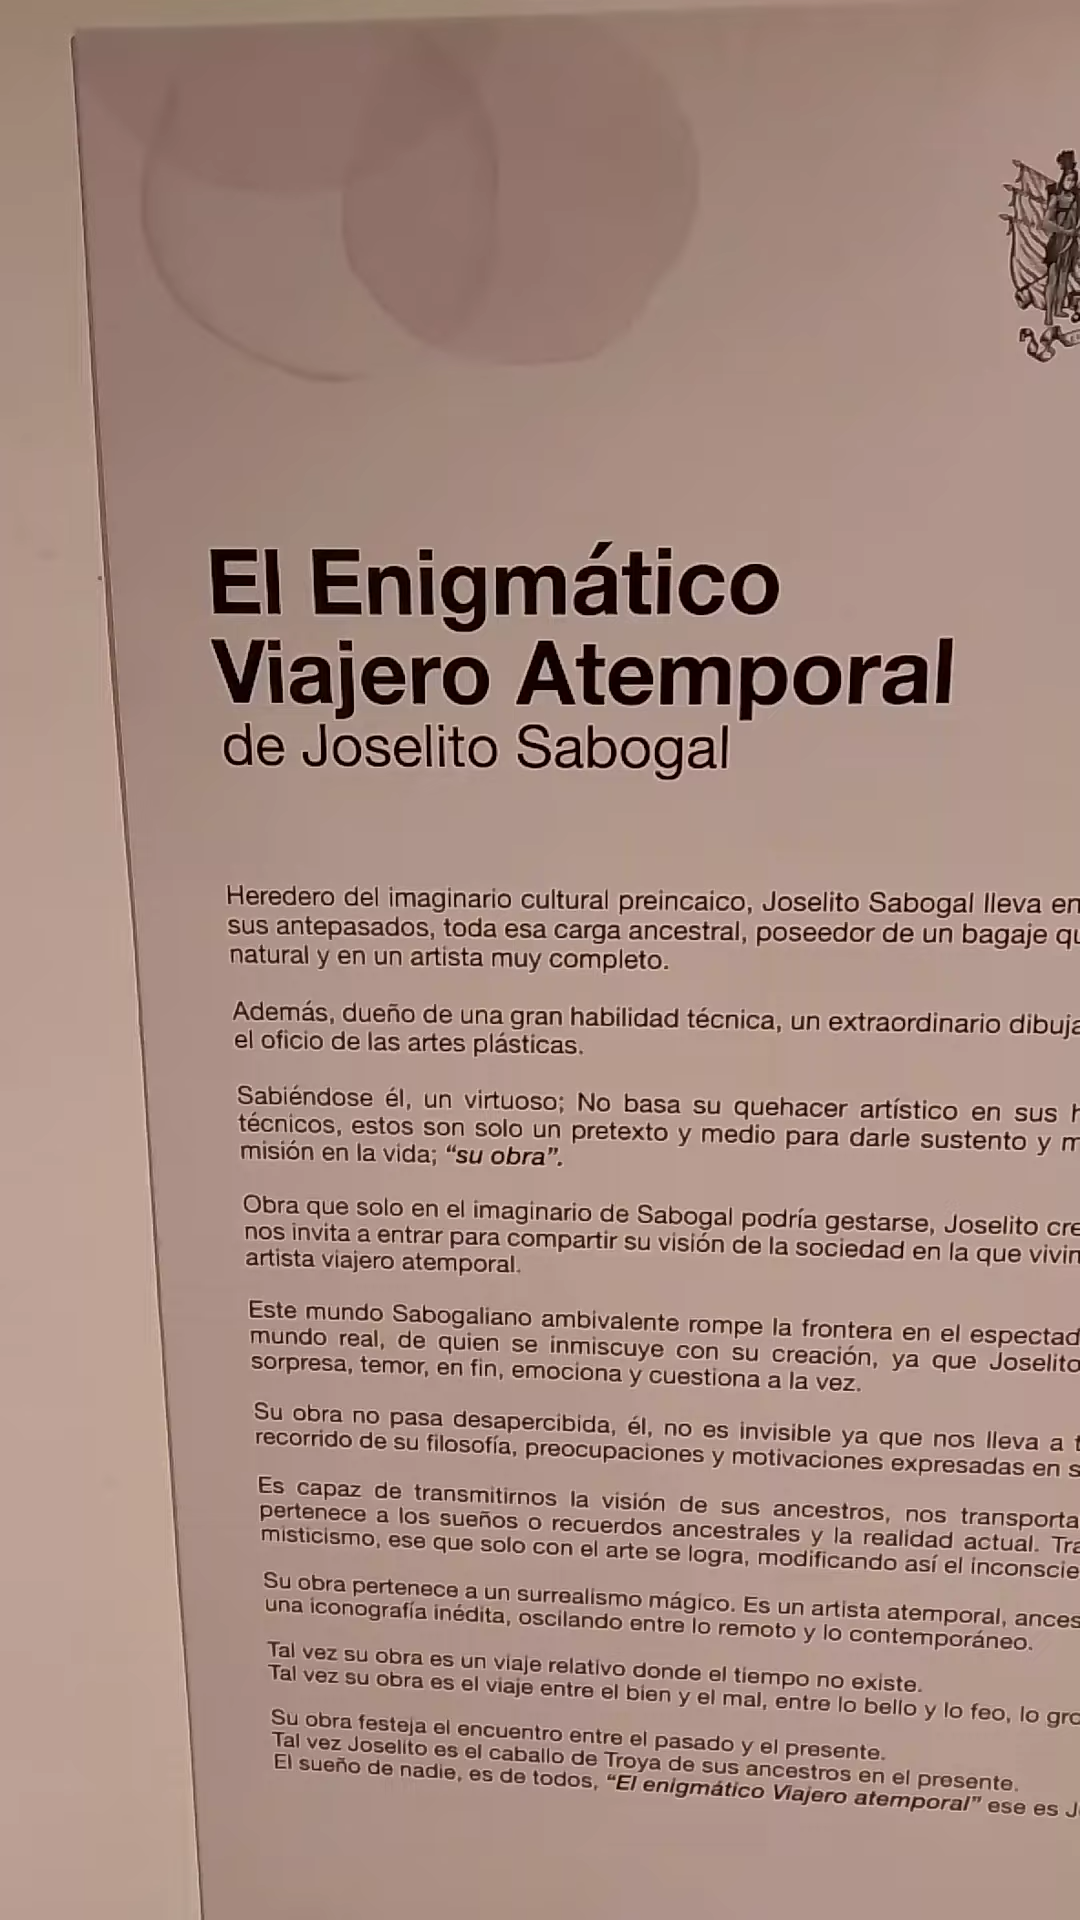 El Enigmático
Viajero Atemporal
de Joselito Sabogal
Heredero del imaginario cultural preincaico, Joselito Sabogal lleva en
sus antepasados, toda esa carga ancestral, poseedor de un bagaje
natural y en un artista muy completo.
Además, dueño de una gran habilidad técnica, un extraordinario
el oficio de las artes plásticas.
Sabiéndose él, un virtuoso; No basa su quehacer artístico en sus
técnicos, estos son solo un pretexto y medio para darle sustento y
misión en la vida; “su obra”.
Obra que solo en el imaginario de Sabogal podría gestarse, Joselito
nos invita a entrar para compartir su visión de la sociedad en la que
artista viajero atemporal.
Este mundo Sabogaliano ambivalente rompe la frontera en el
mundo real, de quien se inmiscuye con su creación, ya que Joselito
sorpresa, temor, en fin, emociona y cuestiona a la vez.
Su obra no pasa desapercibida, él, no es invisible ya que nos lleva a
recorrido de su filosofía, preocupaciones y motivaciones expresadas en
Es capaz de transmitirnos la visión de sus ancestros, nos transporta
pertenece a los sueños o recuerdos ancestrales y la realidad actual.
misticismo, ese que solo con el arte se logra, modificando así el
Su obra pertenece a un surrealismo mágico. Es un artista atemporal,
una iconografía inédita, oscilando entre lo remoto y lo contemporáneo.
Tal vez su obra es un viaje relativo donde el tiempo no existe.
Tal vez su obra es el viaje entre el bien y el mal, entre lo bello y lo feo, lo
Su obra festeja el encuentro entre el pasado y el presente.
Tal vez Joselito es el caballo de Troya de sus ancestros en el presente.
El sueño de nadie, es de todos, “El enigmático Viajero atemporal” ese es